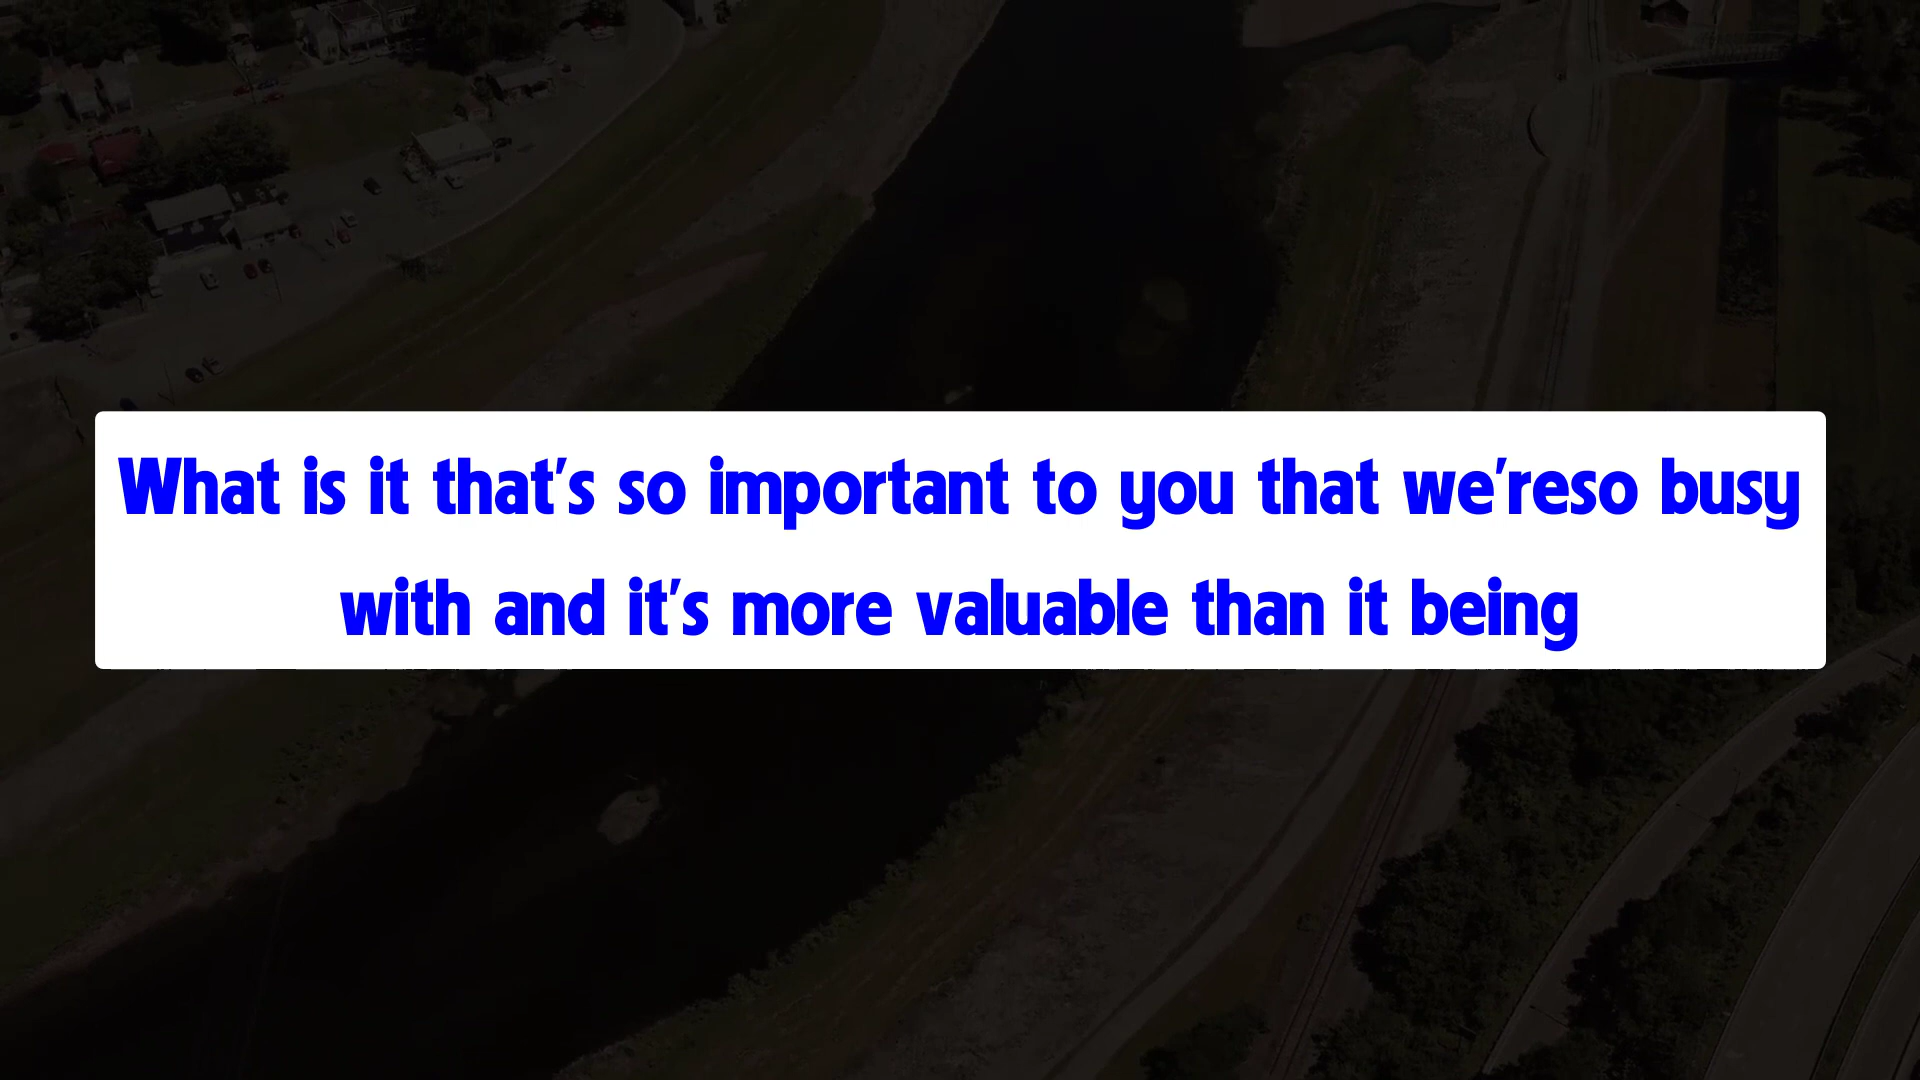 What is it that's so important to you that we'reso busy
with and it's more valuable than it being